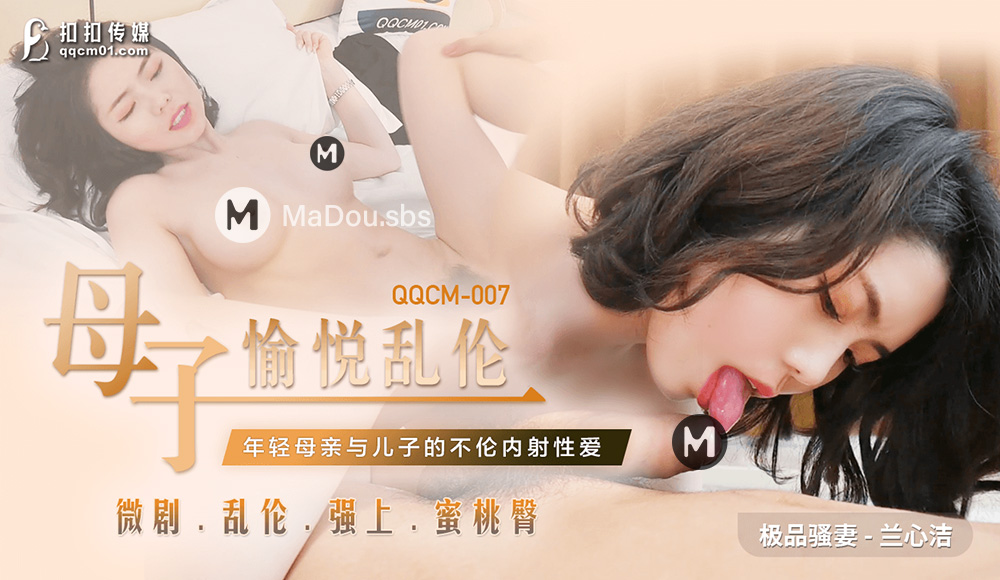 扣扣传媒
qqcm01.com
QQCM01.COM
M
M MaDou.sbs
QQCM-007
母子愉悦乱伦
年轻母亲与儿子的不伦内射性爱
M
微剧.乱伦.强上.蜜桃臀
极品骚妻-兰心洁